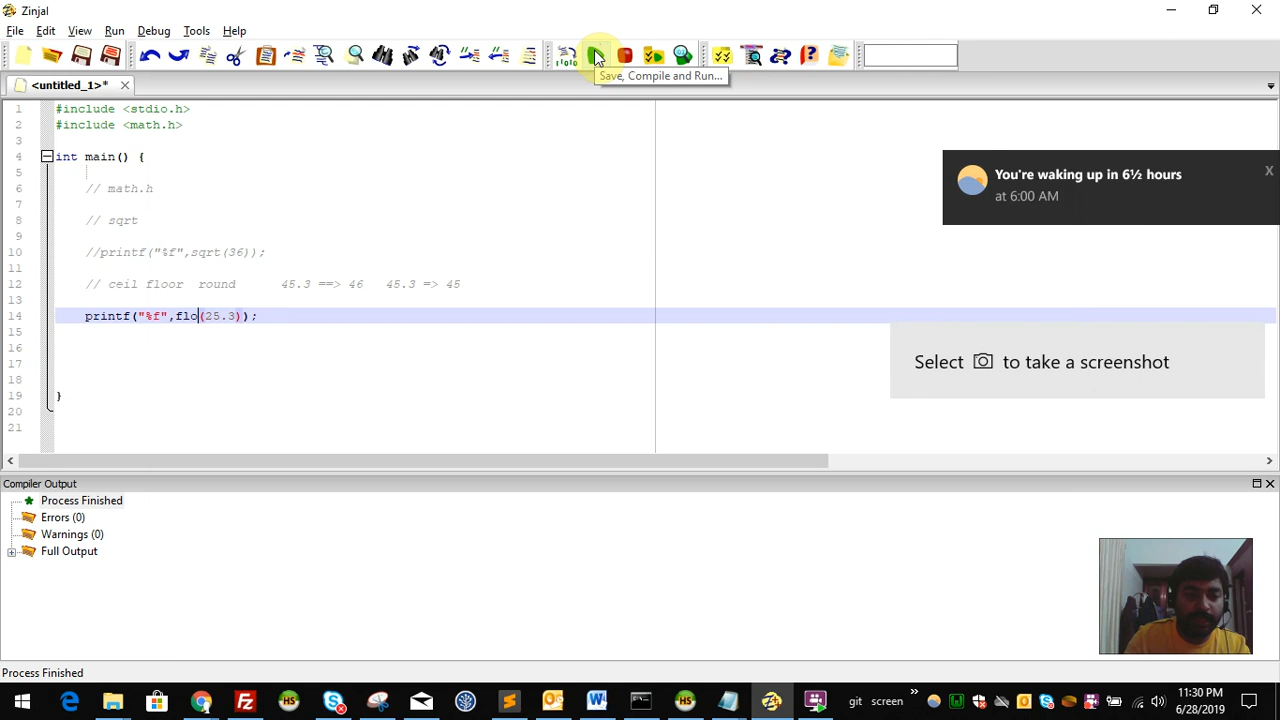 Zinjal
File Edit View Run Debug Tools Help
Save, Compile and Run...
<untitled_1>*
1 #include <stdio.h>
2 #include <math.h>
3
4 int main() {
5
6 // math.h
7
8 // sqrt
9
10 //printf("%f",sqrt(36));
11
12 // ceil floor round 45.3 ==> 46 45.3 => 45
13
14 printf("%f",flo(25.3));
15
16
17
18
19 }
20
21
You're waking up in 6½ hours
at 6:00 AM
X
Select to take a screenshot
Compiler Output
Process Finished
Errors (0)
Warnings (0)
Full Output
Process Finished
git screen
11:30 PM
6/28/2019